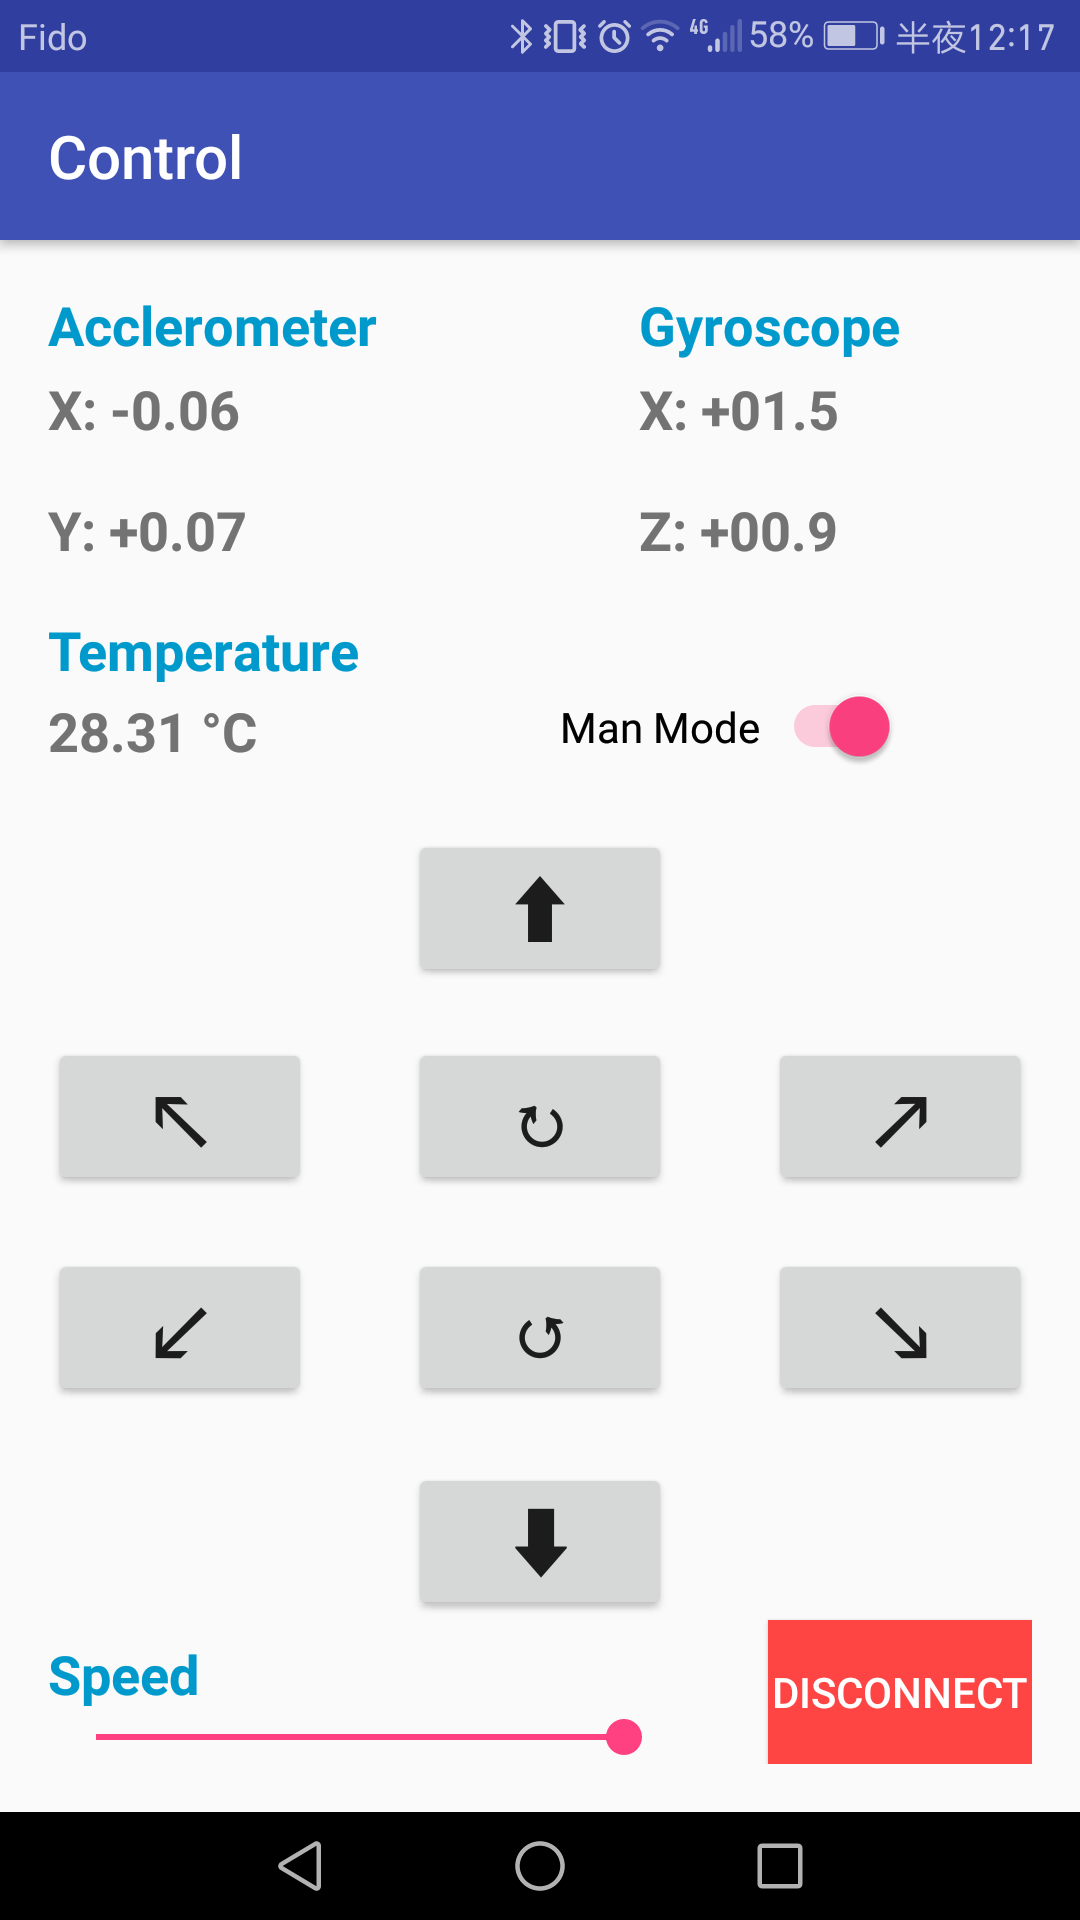 Fido 4G 58% 半夜12:17
Control
Acclerometer Gyroscope
X: -0.06 X: +01.5
Y: +0.07 Z: +00.9
Temperature
28.31 °C Man Mode
Speed
DISCONNECT